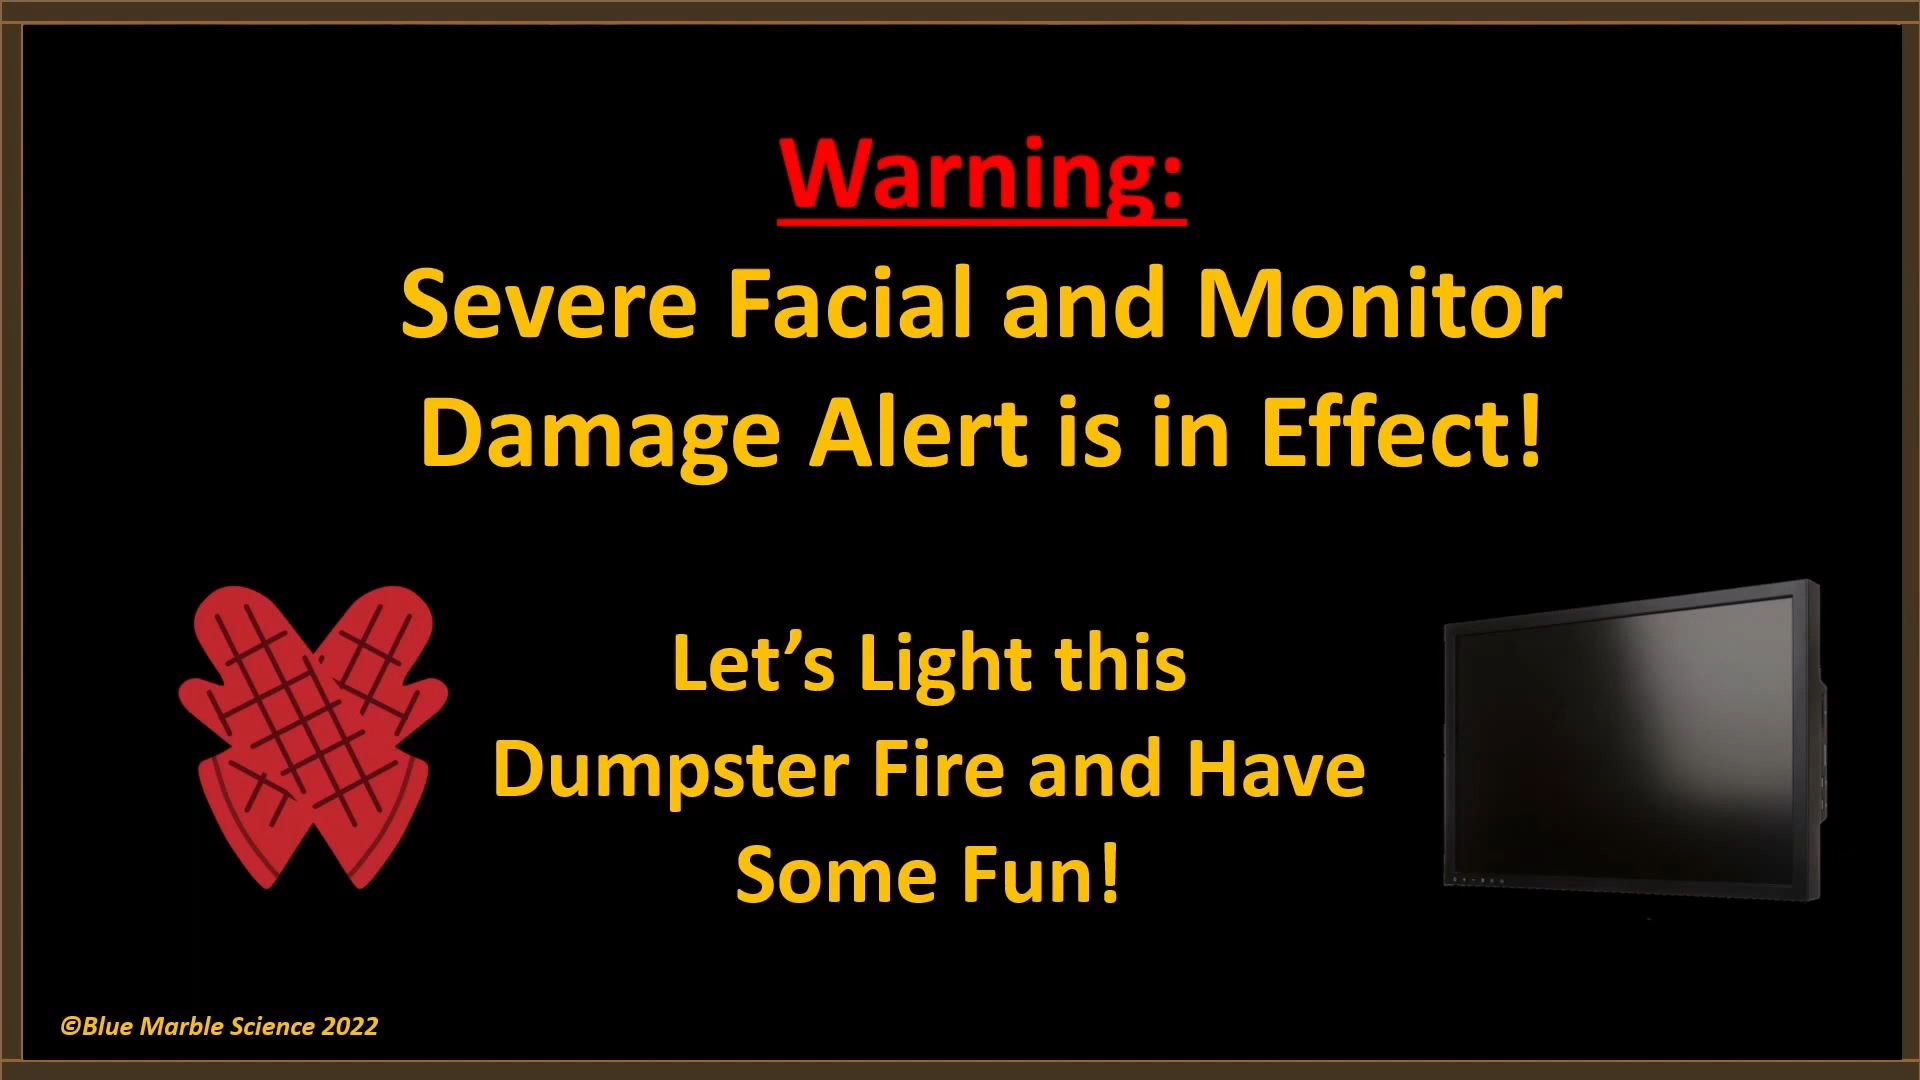 Warning:
Severe Facial and Monitor
Damage Alert is in Effect!
Let’s Light this
Dumpster Fire and Have
Some Fun!
©Blue Marble Science 2022